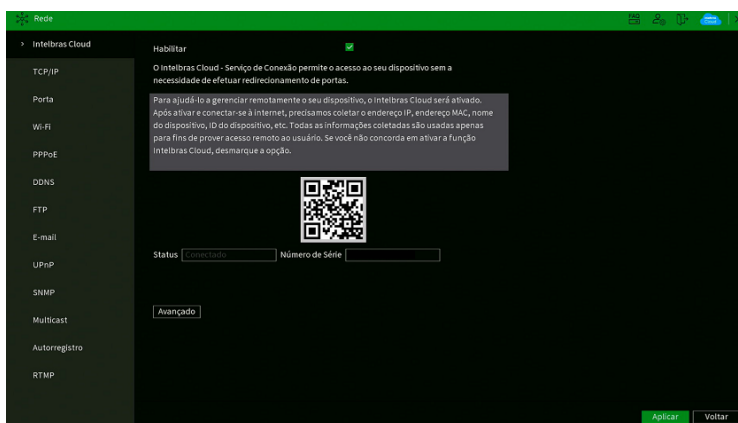 Rede
FAQ
Intelbras Cloud
TCP/IP
Porta
Wi-Fi
PPPoE
DDNS
FTP
E-mail
UPnP
SNMP
Multicast
Autorregistro
RTMP
Habilitar
O Intelbras Cloud - Serviço de Conexão permite o acesso ao seu dispositivo sem a
necessidade de efetuar redirecionamento de portas.
Para ajudá-lo a gerenciar remotamente o seu dispositivo, o Intelbras Cloud será ativado.
Após ativar e conectar-se à internet, precisamos coletar o endereço IP, endereço MAC, nome
do dispositivo, ID do dispositivo, etc. Todas as informações coletadas são usadas apenas
para fins de prover acesso remoto ao usuário. Se você não concorda em ativar a função
Intelbras Cloud, desmarque a opção.
Status Conectado Número de Série
Avançado
Aplicar Voltar